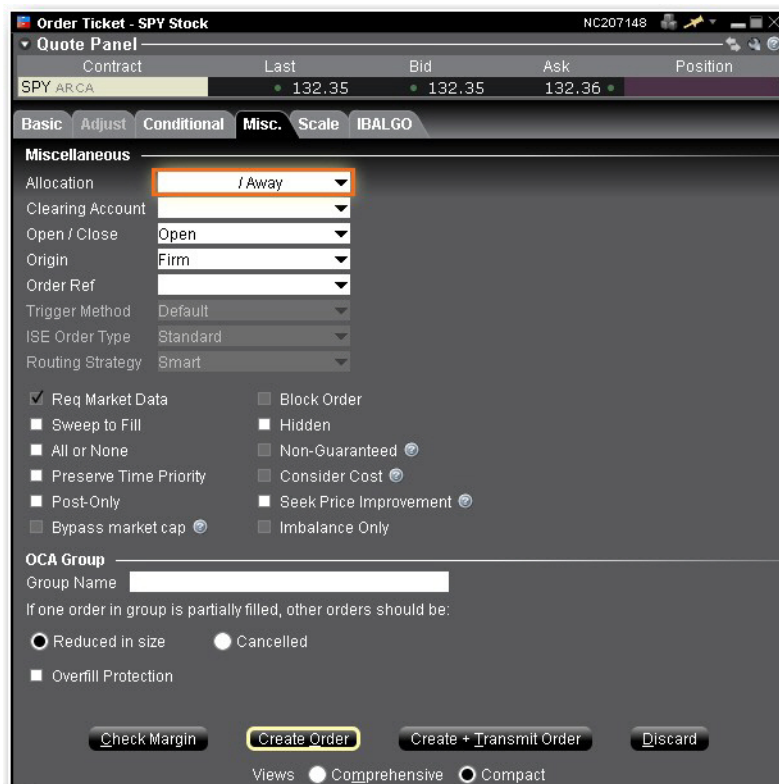 Order Ticket - SPY Stock NC207148
Quote Panel
Contract Last Bid Ask Position
SPY ARCA 132.35 132.35 132.36
Basic Adjust Conditional Misc. Scale IBALGO
Miscellaneous
Allocation / Away
Clearing Account
Open / Close Open
Origin Firm
Order Ref
Trigger Method Default
ISE Order Type Standard
Routing Strategy Smart
Req Market Data Block Order
Sweep to Fill Hidden
All or None Non-Guaranteed ?
Preserve Time Priority Consider Cost ?
Post-Only Seek Price Improvement ?
Bypass market cap ? Imbalance Only
OCA Group
Group Name
If one order in group is partially filled, other orders should be:
Reduced in size Cancelled
Overfill Protection
Check Margin Create Order Create + Transmit Order Discard
Views Comprehensive Compact